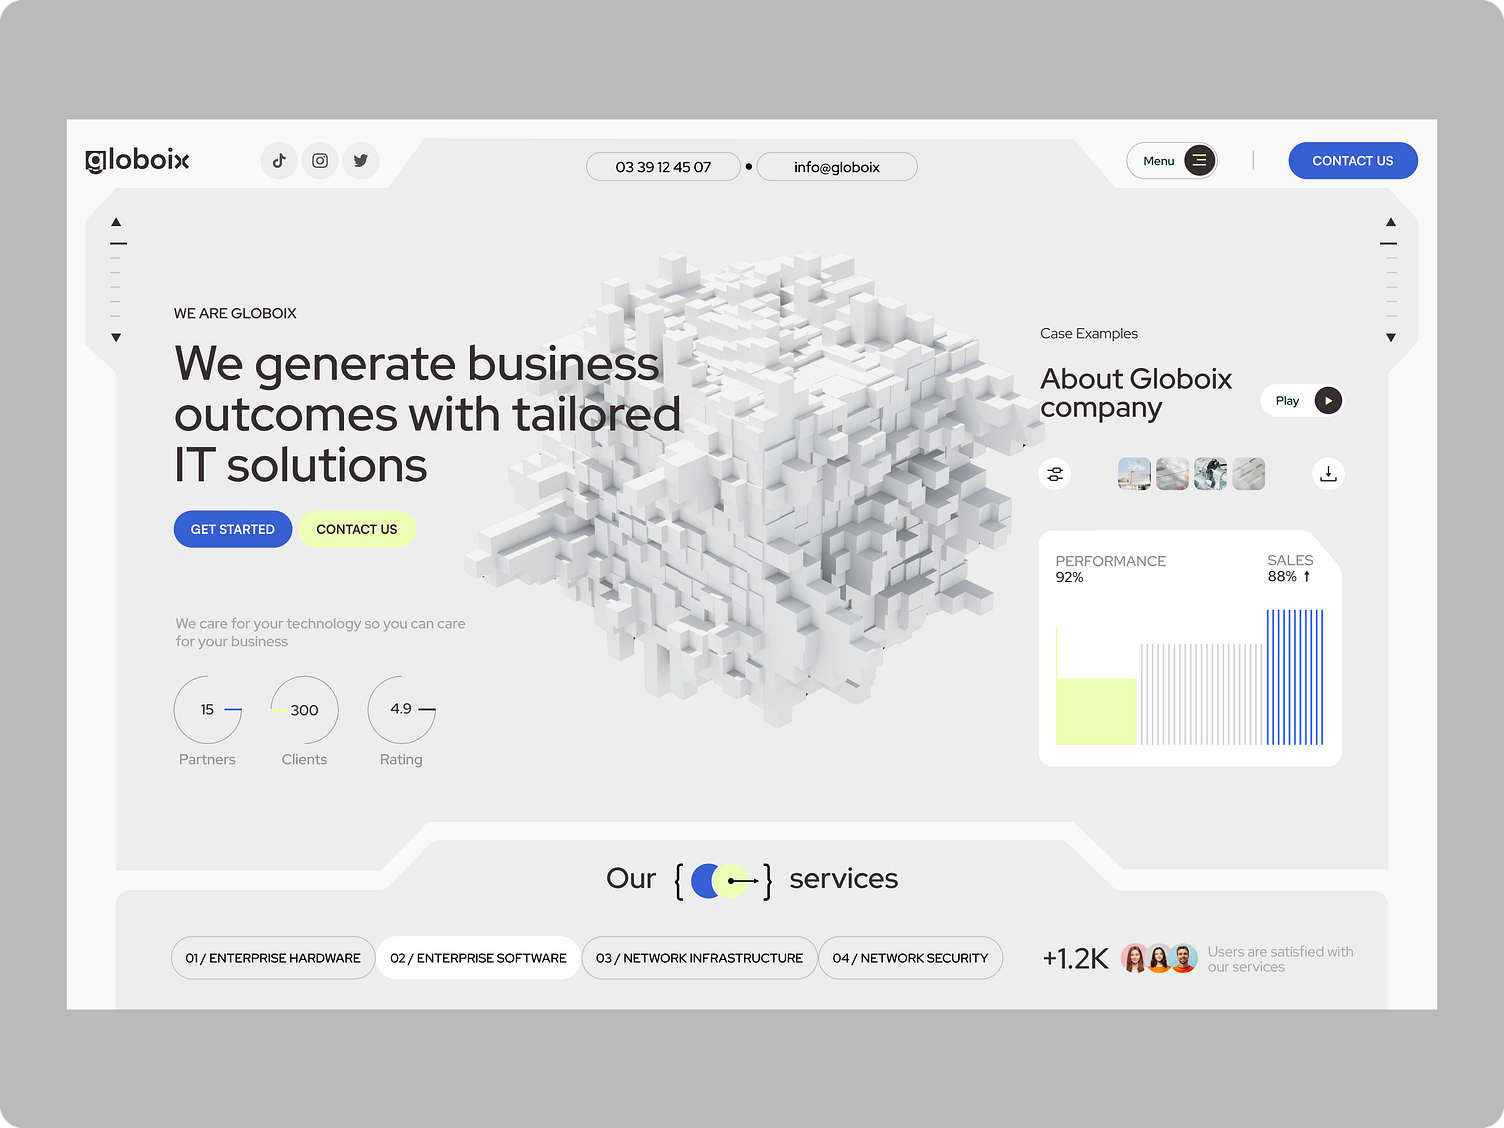 globoix
03 39 12 45 07
info@globoix
Menu
CONTACT US
WE ARE GLOBOIX
We generate business
outcomes with tailored
IT solutions
GET STARTED
CONTACT US
We care for your technology so you can care
for your business
15
Partners
300
Clients
4.9
Rating
Case Examples
About Globoix
company
Play
PERFORMANCE
92%
SALES
88%
Our { } services
01 / ENTERPRISE HARDWARE
02 / ENTERPRISE SOFTWARE
03 / NETWORK INFRASTRUCTURE
04 / NETWORK SECURITY
+1.2K
Users are satisfied with
our services